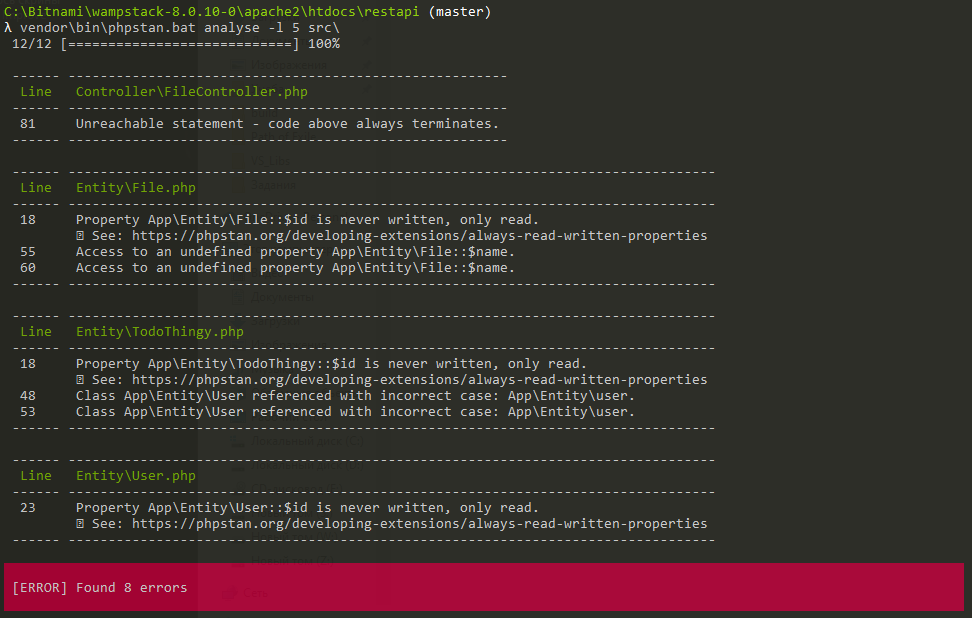 C:\Bitnami\wampstack-8.0.10-0\apache2\htdocs\restapi (master)
λ vendor\bin\phpstan.bat analyse -l 5 src\
12/12 [============================] 100%
------ ------------------------------------------------------
Line Controller\FileController.php
------ ------------------------------------------------------
81 Unreachable statement - code above always terminates.
------ ------------------------------------------------------
------ --------------------------------------------------------------------------------
Line Entity\File.php
------ --------------------------------------------------------------------------------
18 Property App\Entity\File::$id is never written, only read.
See: https://phpstan.org/developing-extensions/always-read-written-properties
55 Access to an undefined property App\Entity\File::$name.
60 Access to an undefined property App\Entity\File::$name.
------ --------------------------------------------------------------------------------
------ --------------------------------------------------------------------------------
Line Entity\TodoThingy.php
------ --------------------------------------------------------------------------------
18 Property App\Entity\TodoThingy::$id is never written, only read.
See: https://phpstan.org/developing-extensions/always-read-written-properties
48 Class App\Entity\User referenced with incorrect case: App\Entity\user.
53 Class App\Entity\User referenced with incorrect case: App\Entity\user.
------ --------------------------------------------------------------------------------
------ --------------------------------------------------------------------------------
Line Entity\User.php
------ --------------------------------------------------------------------------------
23 Property App\Entity\User::$id is never written, only read.
See: https://phpstan.org/developing-extensions/always-read-written-properties
------ --------------------------------------------------------------------------------
[ERROR] Found 8 errors